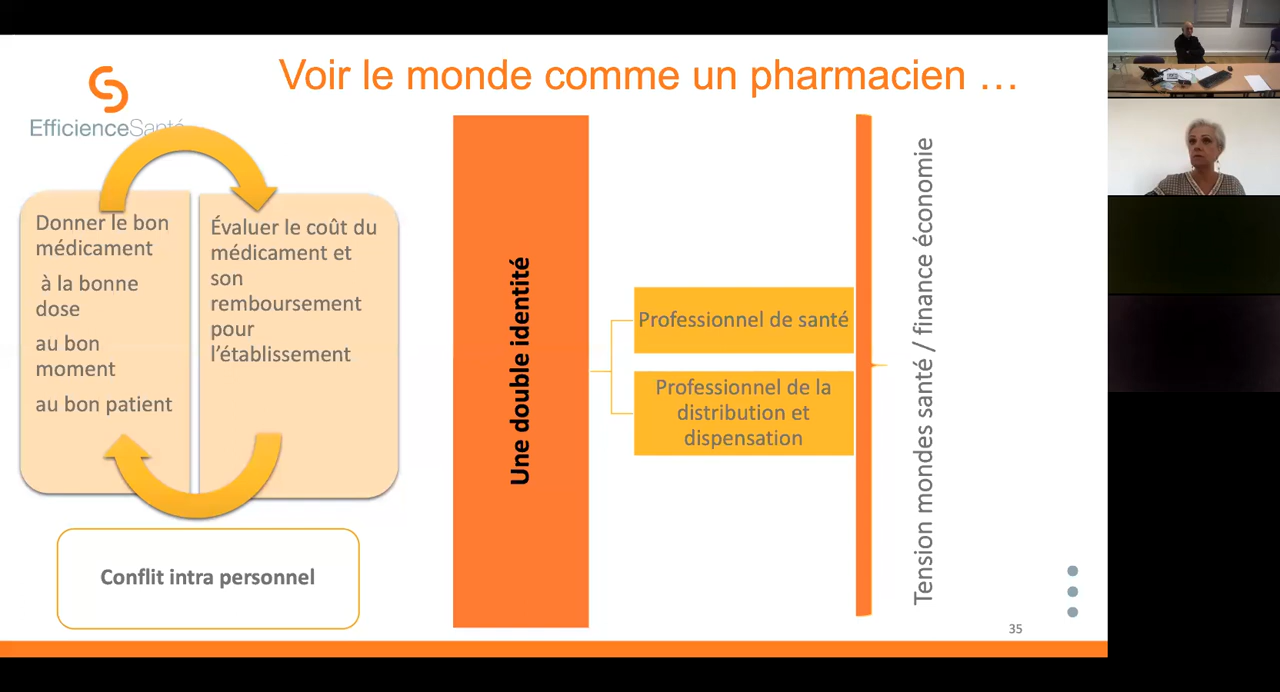 Voir le monde comme un pharmacien …
EfficienceSanté
Donner le bon
médicament
à la bonne
dose
au bon
moment
au bon patient
Évaluer le coût du
médicament et
son
remboursement
pour
l’établissement
Conflit intra personnel
Une double identité
Professionnel de santé
Professionnel de la
distribution et
dispensation
Tension mondes santé / finance économie
35